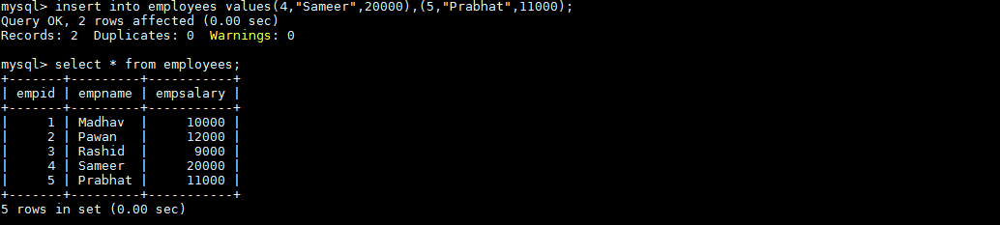 mysql> insert into employees values(4,"Sameer",20000),(5,"Prabhat",11000);
Query OK, 2 rows affected (0.00 sec)
Records: 2  Duplicates: 0  Warnings: 0

mysql> select * from employees;
+-------+---------+-----------+
| empid | empname | empsalary |
+-------+---------+-----------+
|     1 | Madhav  |     10000 |
|     2 | Pawan   |     12000 |
|     3 | Rashid  |      9000 |
|     4 | Sameer  |     20000 |
|     5 | Prabhat |     11000 |
+-------+---------+-----------+
5 rows in set (0.00 sec)